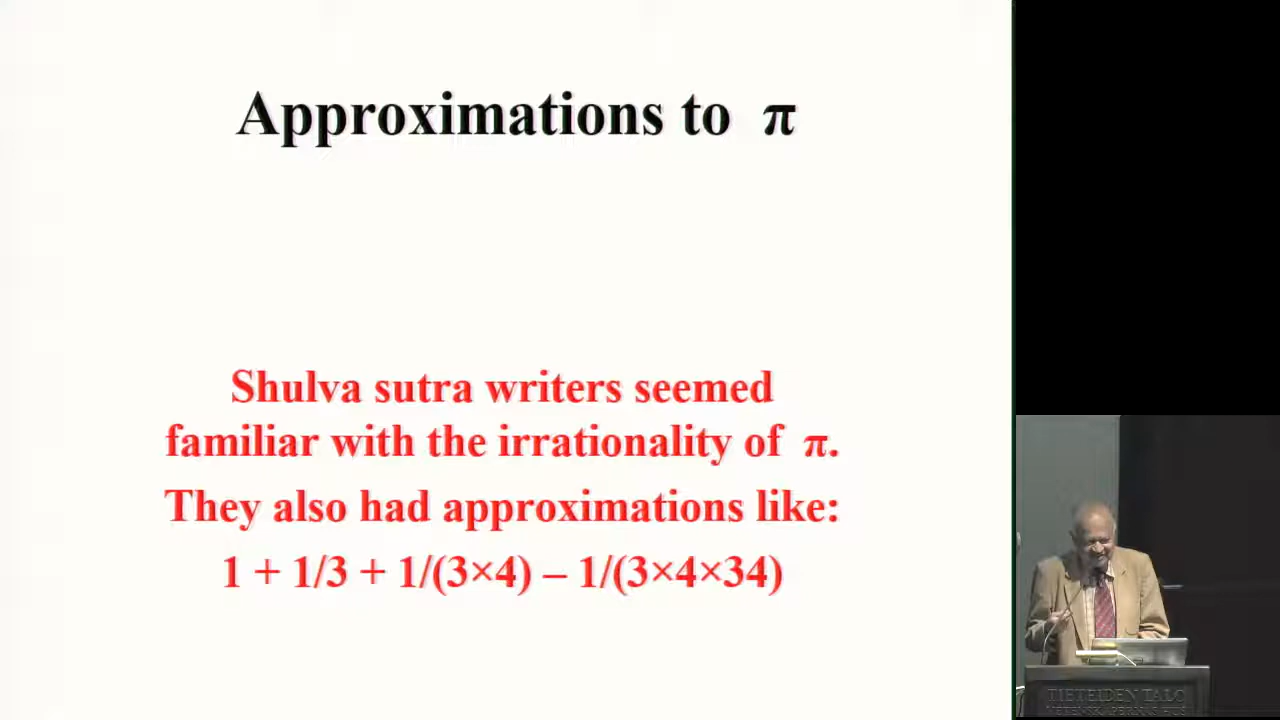 Approximations to π
Shulva sutra writers seemed
familiar with the irrationality of π.
They also had approximations like:
1 + 1/3 + 1/(3×4) – 1/(3×4×34)
TIETEIDEN TALO